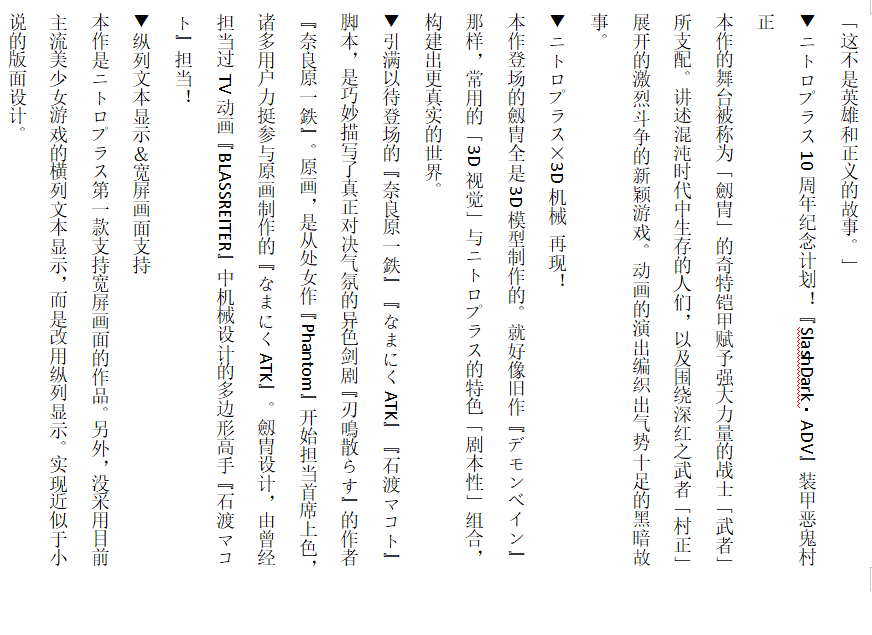 「这不是英雄和正义的故事。」
▼ニトロプラス10周年纪念计划！『SlashDark・ADV』装甲恶鬼村
正
本作的舞台被称为「劔冑」的奇特铠甲赋予强大力量的战士「武者」
所支配。讲述混沌时代中生存的人们，以及围绕深红之武者「村正」
展开的激烈斗争的新颖游戏。动画的演出编织出气势十足的黑暗故
事。
▼ニトロプラス×3D机械 再现！
本作登场的劔冑全是3D模型制作的。就好像旧作『デモンベイン』
那样，常用的「3D视觉」与ニトロプラス的特色「剧本性」组合，
构建出更真实的世界。
▼引满以待登场的『奈良原一鉄』『なまにくATK』『石渡マコト』
脚本，是巧妙描写了真正对决气氛的异色剑剧『刃鳴散らす』的作者
『奈良原一鉄』。原画，是从处女作『Phantom』开始担当首席上色，
诸多用户力挺参与原画制作的『なまにくATK』。劔冑设计，由曾经
担当过TV动画『BLASSREITER』中机械设计的多边形高手『石渡マコ
ト』担当！
▼纵列文本显示＆宽屏画面支持
本作是ニトロプラス第一款支持宽屏画面的作品。另外，没采用目前
主流美少女游戏的横列文本显示，而是改用纵列显示。实现近似于小
说的版面设计。